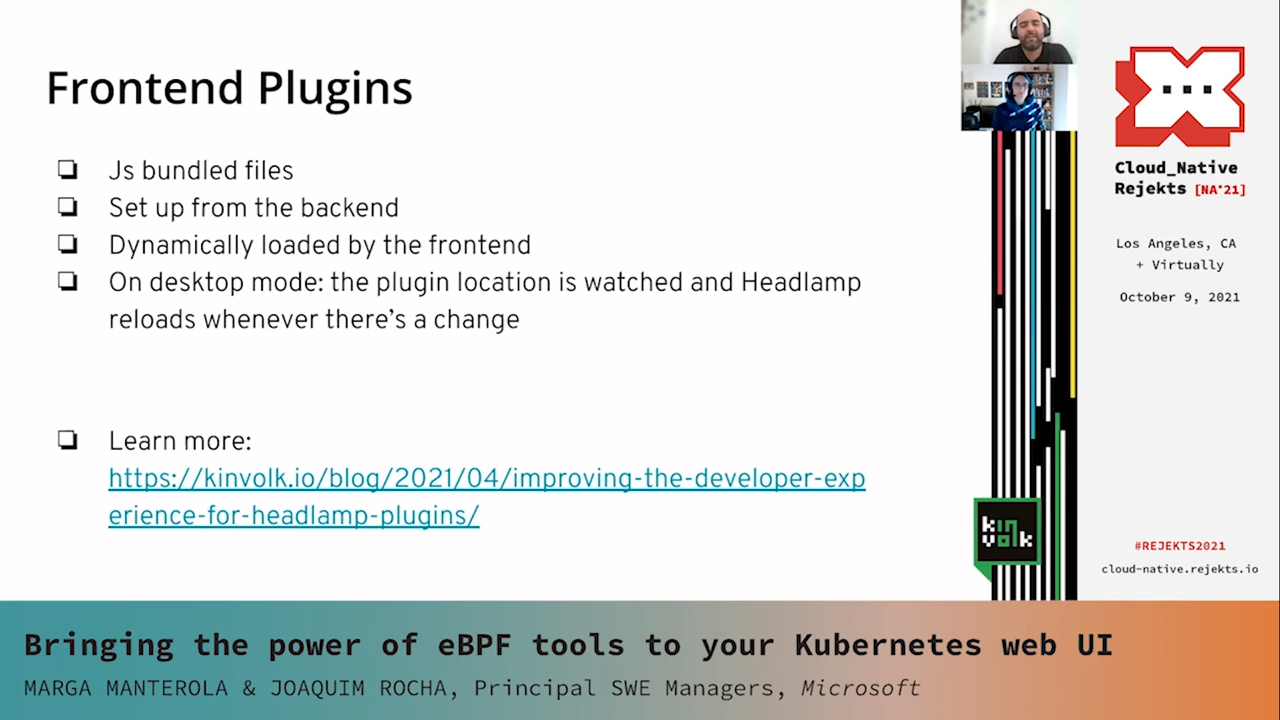 Frontend Plugins
❏ Js bundled files
❏ Set up from the backend
❏ Dynamically loaded by the frontend
❏ On desktop mode: the plugin location is watched and Headlamp
reloads whenever there’s a change
❏ Learn more:
https://kinvolk.io/blog/2021/04/improving-the-developer-exp
erience-for-headlamp-plugins/
kin
volk
Cloud_Native
Rejekts [NA'21]
Los Angeles, CA
+ Virtually
October 9, 2021
#REJEKTS2021
cloud-native.rejekts.io
Bringing the power of eBPF tools to your Kubernetes web UI
MARGA MANTEROLA & JOAQUIM ROCHA, Principal SWE Managers, Microsoft